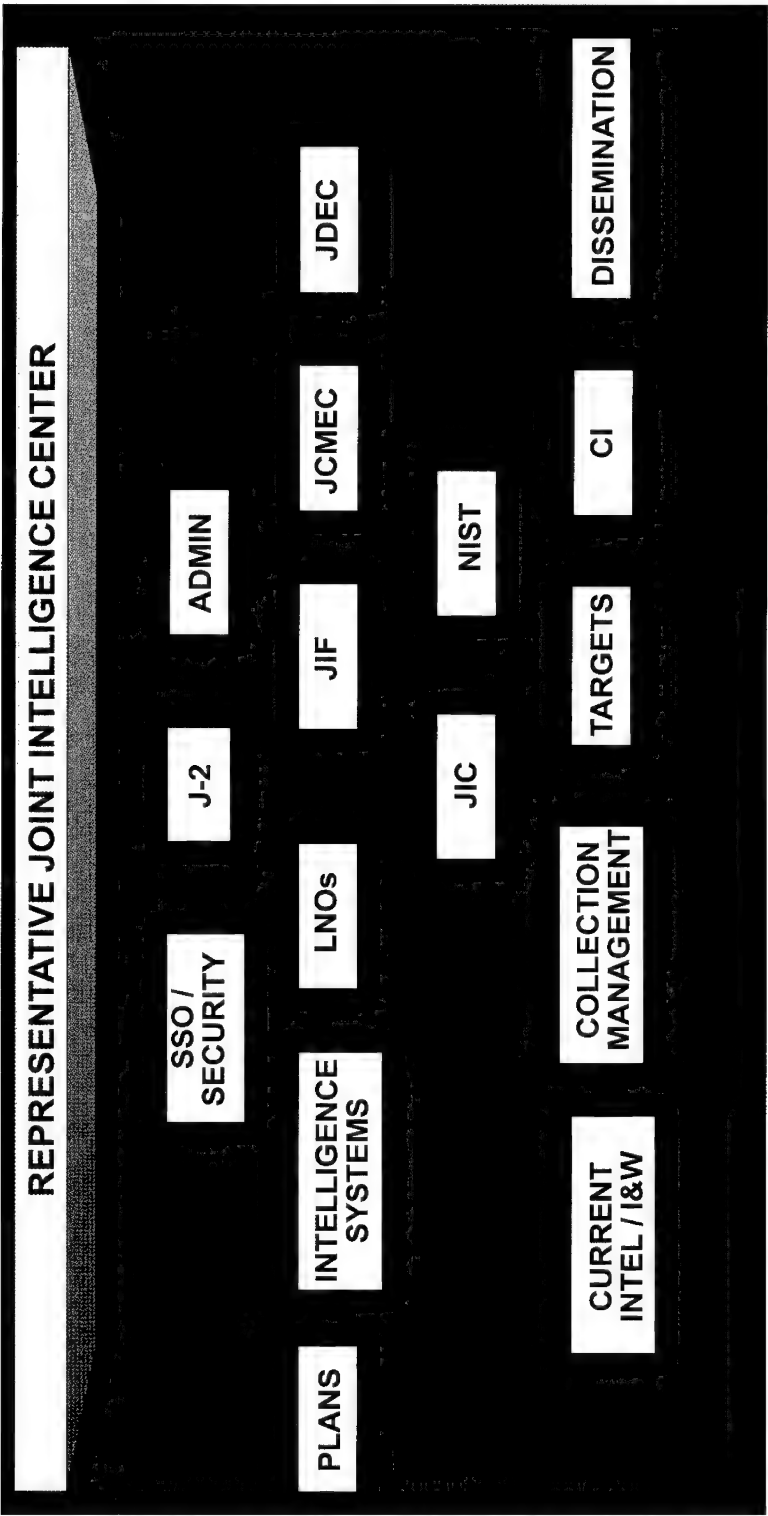 REPRESENTATIVE JOINT INTELLIGENCE CENTER
SSO /
SECURITY
J-2
ADMIN
PLANS
INTELLIGENCE
SYSTEMS
LNOs
JIF
JCMEC
JDEC
JIC
NIST
CURRENT
INTEL / I&W
COLLECTION
MANAGEMENT
TARGETS
CI
DISSEMINATION